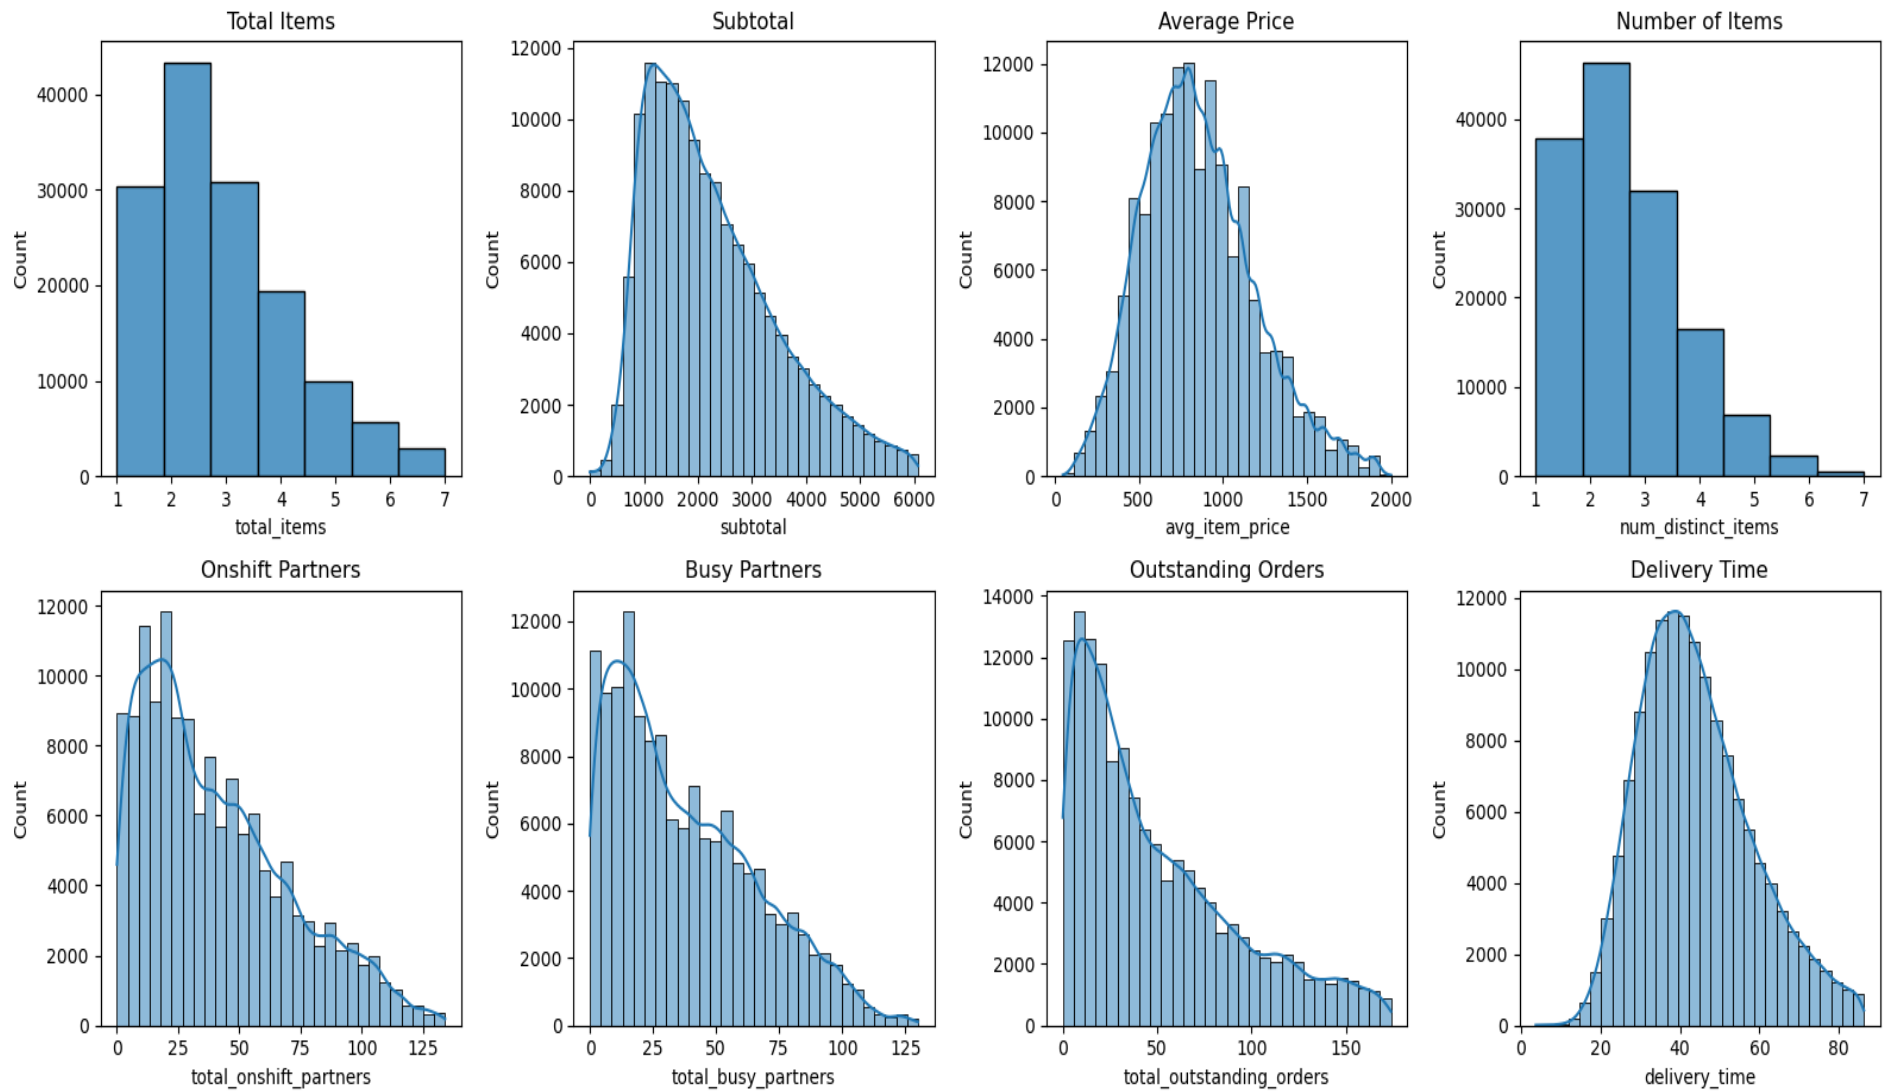 Total Items
40000
30000
20000
10000
0
Count
1 2 3 4 5 6 7
total_items
Subtotal
12000
10000
8000
6000
4000
2000
0
Count
0 1000 2000 3000 4000 5000 6000
subtotal
Average Price
12000
10000
8000
6000
4000
2000
0
Count
0 500 1000 1500 2000
avg_item_price
Number of Items
40000
30000
20000
10000
0
Count
1 2 3 4 5 6 7
num_distinct_items
Onshift Partners
12000
10000
8000
6000
4000
2000
0
Count
0 25 50 75 100 125
total_onshift_partners
Busy Partners
12000
10000
8000
6000
4000
2000
0
Count
0 25 50 75 100 125
total_busy_partners
Outstanding Orders
14000
12000
10000
8000
6000
4000
2000
0
Count
0 50 100 150
total_outstanding_orders
Delivery Time
12000
10000
8000
6000
4000
2000
0
Count
0 20 40 60 80
delivery_time